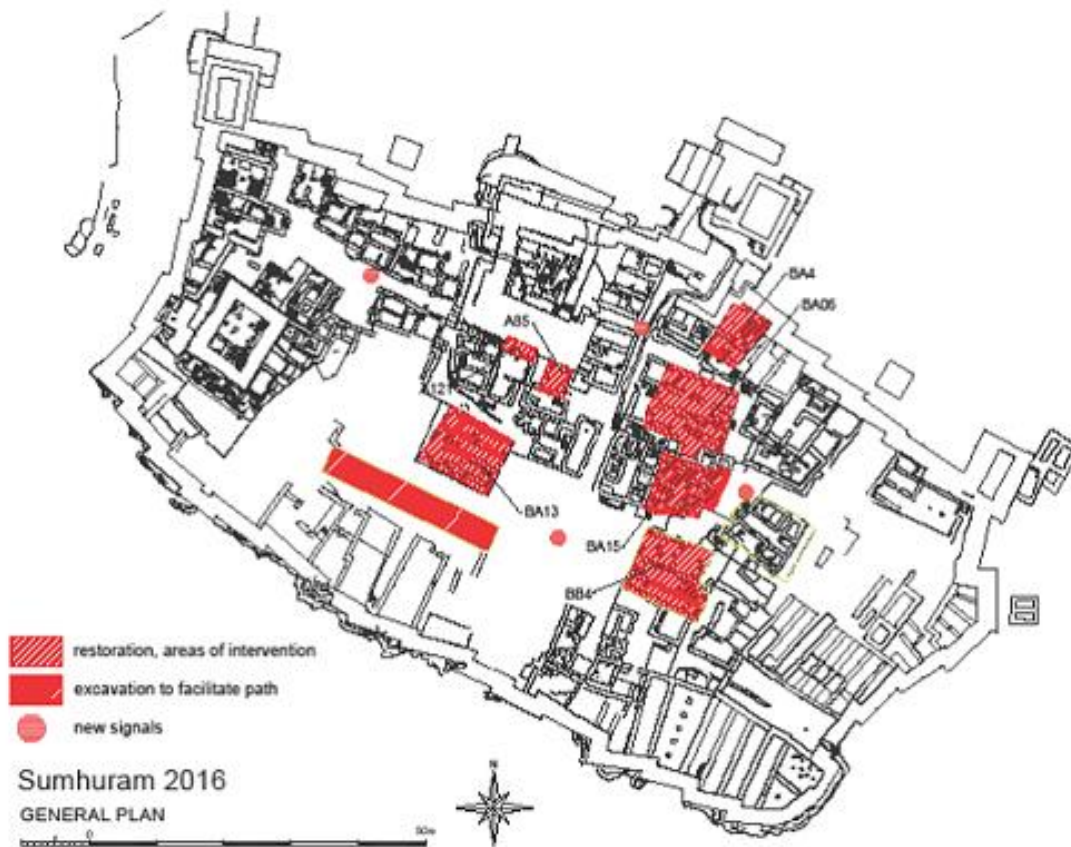 BA4
BA06
A85
BA13
BA15
BB4
restoration, areas of intervention
excavation to facilitate path
new signals
Sumhuram 2016
GENERAL PLAN
N
0
50m